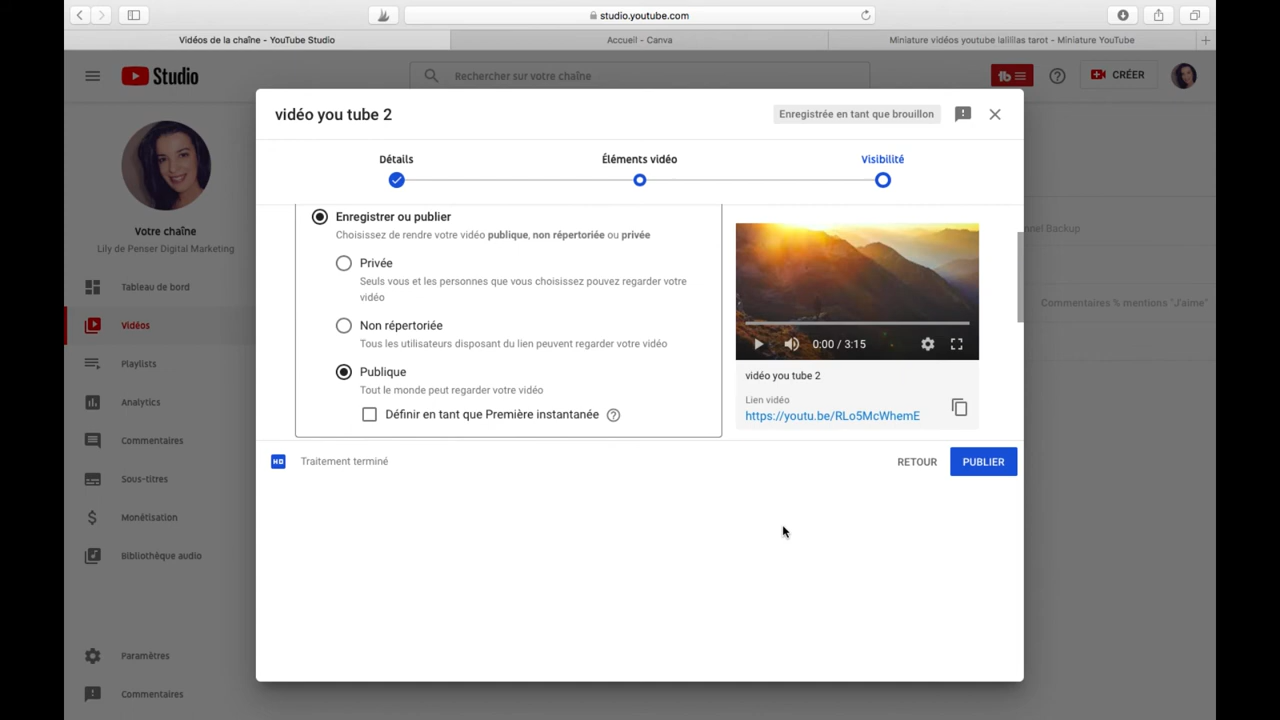 studio.youtube.com
Vidéos de la chaîne - YouTube Studio
Accueil - Canva
Miniature vidéos youtube lalillas tarot - Miniature YouTube
Studio
Rechercher sur votre chaîne
CRÉER
vidéo you tube 2
Enregistrée en tant que brouillon
Détails
Éléments vidéo
Visibilité
Votre chaîne
Lily de Penser Digital Marketing
Tableau de bord
Vidéos
Playlists
Analytics
Commentaires
Sous-titres
Monétisation
Bibliothèque audio
Paramètres
Commentaires
Enregistrer ou publier
Choisissez de rendre votre vidéo publique, non répertoriée ou privée
Privée
Seuls vous et les personnes que vous choisissez pouvez regarder votre
vidéo
Non répertoriée
Tous les utilisateurs disposant du lien peuvent regarder votre vidéo
Publique
Tout le monde peut regarder votre vidéo
Définir en tant que Première instantanée
0:00 / 3:15
vidéo you tube 2
Lien vidéo
https://youtu.be/RLo5McWhemE
nnel Backup
Commentaires % mentions "J'aime"
HD
Traitement terminé
RETOUR
PUBLIER